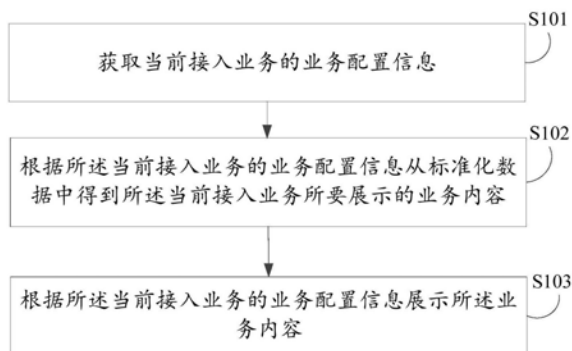 S101
获取当前接入业务的业务配置信息
S102
根据所述当前接入业务的业务配置信息从标准化数
据中得到所述当前接入业务所要展示的业务内容
S103
根据所述当前接入业务的业务配置信息展示所述业
务内容